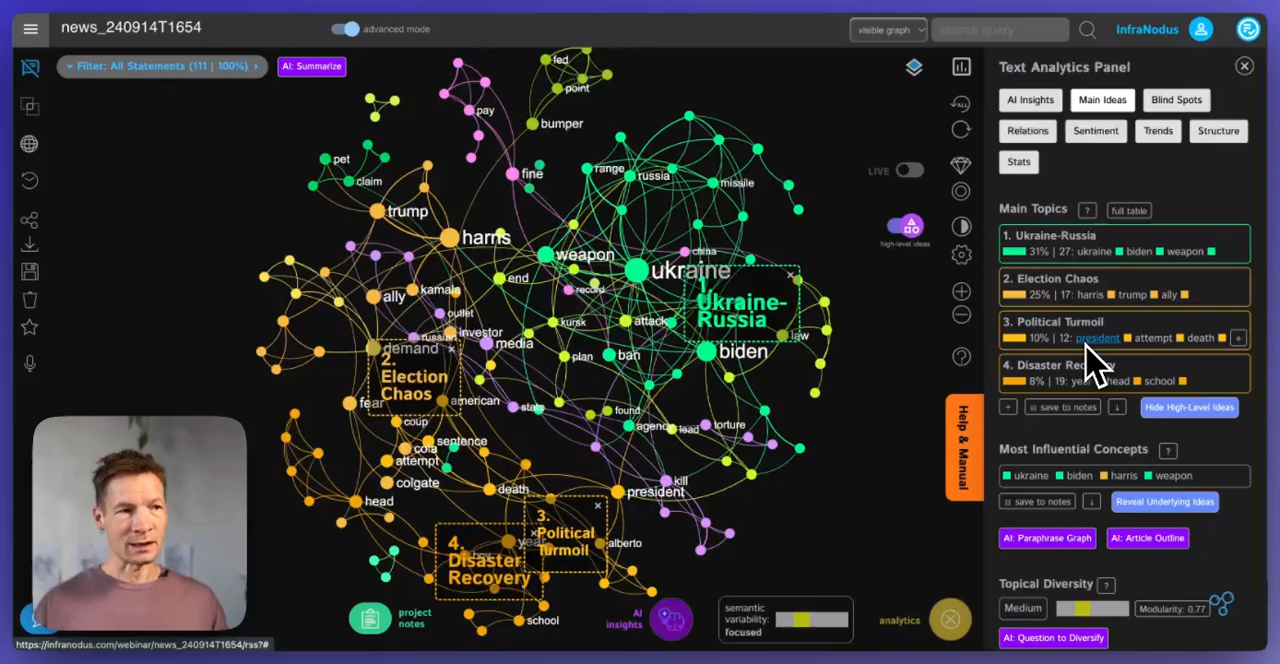 news_240914T1654
advanced mode
visible graph
search query
InfraNodus
Filter: All Statements (111 | 100%)
AI: Summarize
Text Analytics Panel
AI Insights
Main Ideas
Blind Spots
Relations
Sentiment
Trends
Structure
Stats
LIVE
high-level ideas
Main Topics ?
full table
1. Ukraine-Russia
31% | 27: ukraine biden weapon
2. Election Chaos
25% | 17: harris trump ally
3. Political Turmoil
10% | 12: president attempt death +
4. Disaster
8% | 19: head school
+
save to notes
↓
Hide High-Level Ideas
Most Influential Concepts ?
ukraine biden harris weapon
save to notes
↓
Reveal Underlying Ideas
AI: Paraphrase Graph
AI: Article Outline
Topical Diversity ?
Medium
Modularity: 0.77
AI: Question to Diversify
Help & Manual
fed
point
bumper
pay
fine
pet
claim
trump
harris
range
russia
missile
weapon
china
ukraine
end
record
ally
kamala
outlet
russian
investor
media
kursk
attack
plan
ban
biden
law
1.
Ukraine-
Russia
demand
2.
Election
Chaos
american
fear
state
found
agency
lead
torture
coup
sentence
cola
attempt
colgate
head
death
kill
president
3.
Political
Turmoil
year
alberto
4.
Disaster
Recovery
school
project
notes
AI
insights
semantic
variability:
focused
analytics
https://infranodus.com/webinar/news_240914T1654/rss?#